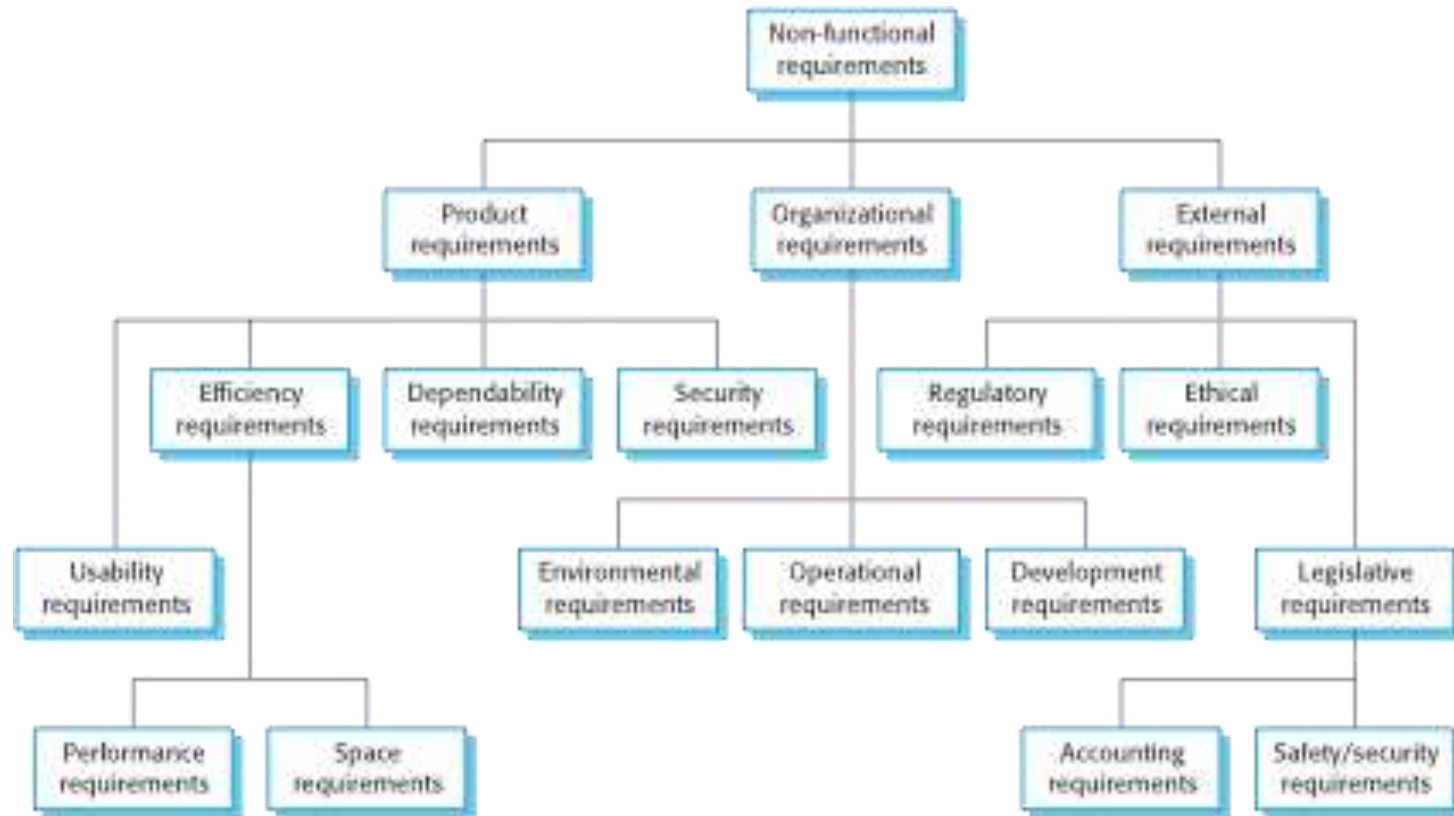 Non-functional
requirements
Product
requirements
Organizational
requirements
External
requirements
Efficiency
requirements
Dependability
requirements
Security
requirements
Regulatory
requirements
Ethical
requirements
Usability
requirements
Environmental
requirements
Operational
requirements
Development
requirements
Legislative
requirements
Performance
requirements
Space
requirements
Accounting
requirements
Safety/security
requirements